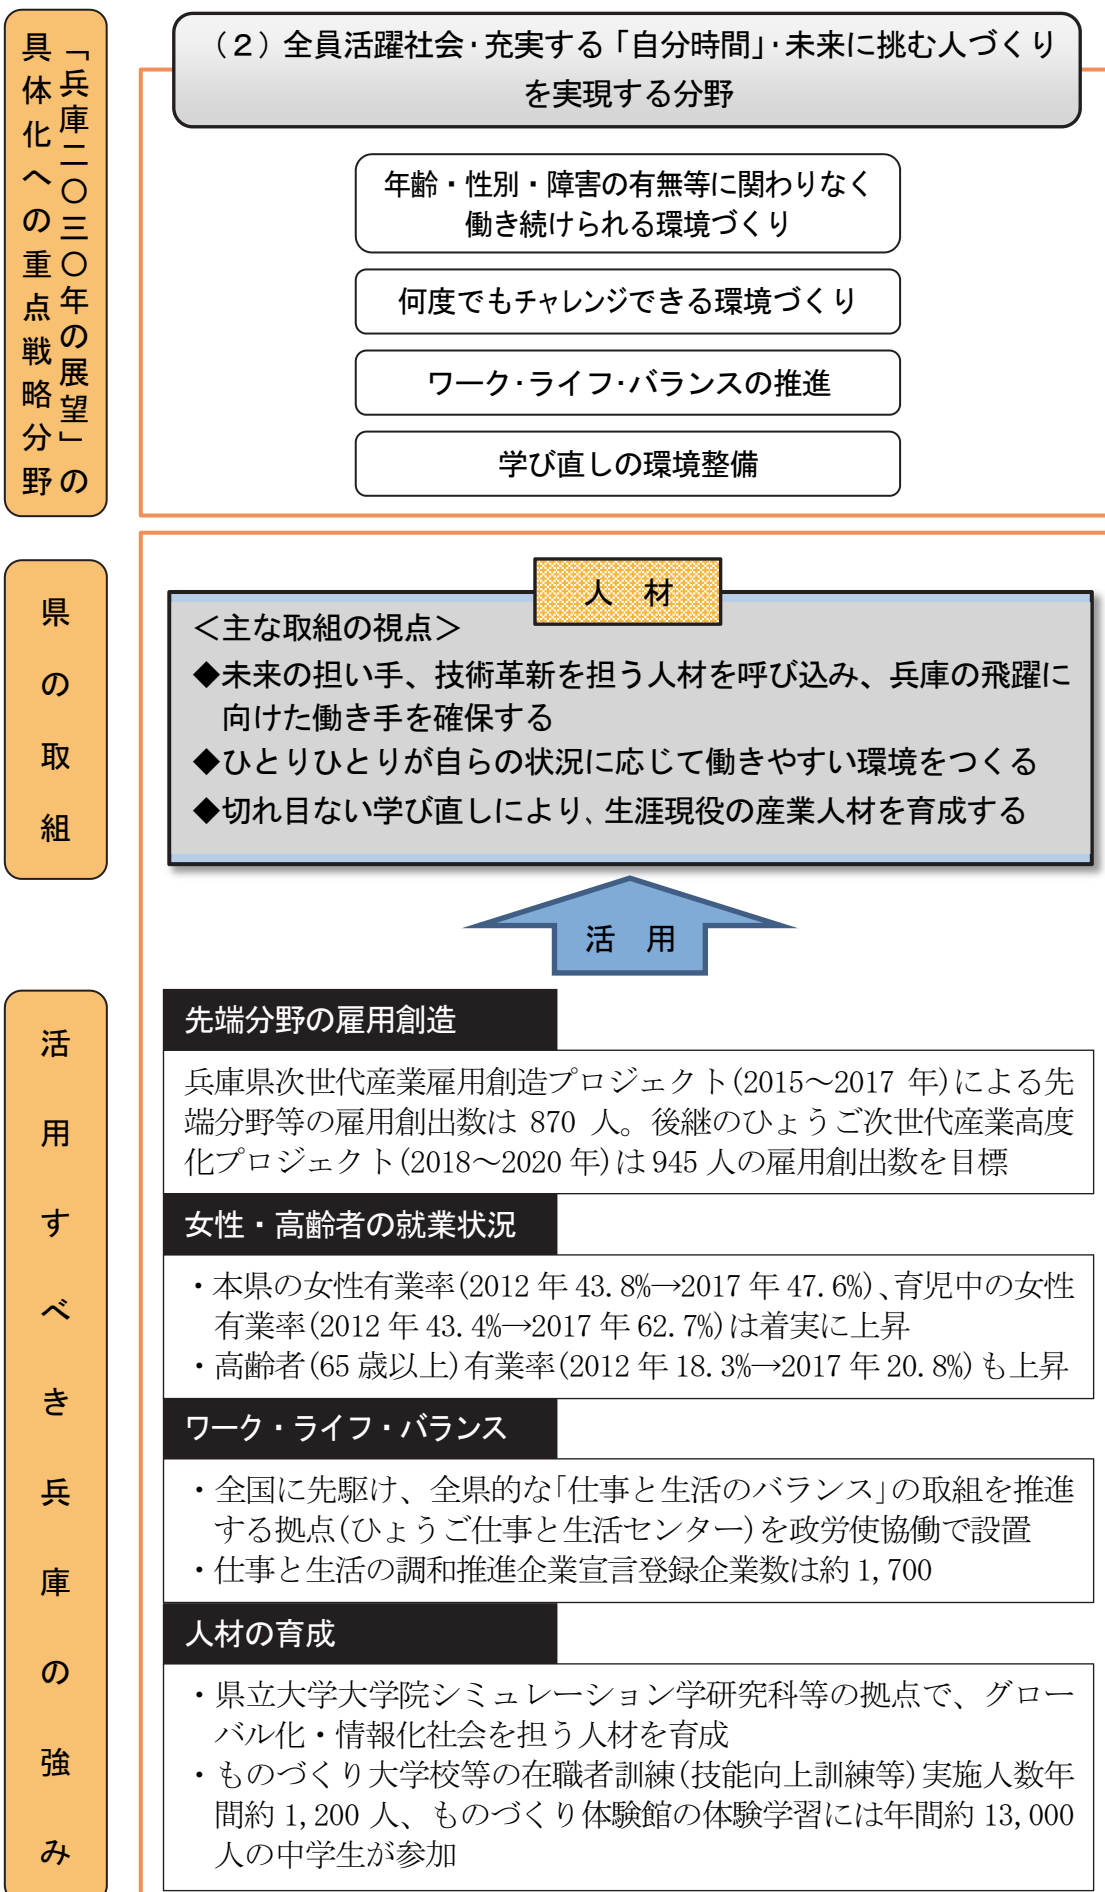 「兵庫二〇三〇年の展望」の
具体化への重点戦略分野
(2)全員活躍社会・充実する「自分時間」・未来に挑む人づくり
を実現する分野
年齢・性別・障害の有無等に関わりなく
働き続けられる環境づくり
何度でもチャレンジできる環境づくり
ワーク・ライフ・バランスの推進
学び直しの環境整備
県の取組
人 材
＜主な取組の視点＞
◆未来の担い手、技術革新を担う人材を呼び込み、兵庫の飛躍に
向けた働き手を確保する
◆ひとりひとりが自らの状況に応じて働きやすい環境をつくる
◆切れ目ない学び直しにより、生涯現役の産業人材を育成する
活 用
活用すべき兵庫の強み
先端分野の雇用創造
兵庫県次世代産業雇用創造プロジェクト(2015～2017 年)による先
端分野等の雇用創出数は 870 人。後継のひょうご次世代産業高度
化プロジェクト(2018～2020 年)は 945 人の雇用創出数を目標
女性・高齢者の就業状況
・本県の女性有業率(2012 年 43.8%→2017 年 47.6%)、育児中の女性
有業率(2012 年 43.4%→2017 年 62.7%)は着実に上昇
・高齢者(65 歳以上)有業率(2012 年 18.3%→2017 年 20.8%)も上昇
ワーク・ライフ・バランス
・全国に先駆け、全県的な「仕事と生活のバランス」の取組を推進
する拠点(ひょうご仕事と生活センター)を政労使協働で設置
・仕事と生活の調和推進企業宣言登録企業数は約 1,700
人材の育成
・県立大学大学院シミュレーション学研究科等の拠点で、グロー
バル化・情報化社会を担う人材を育成
・ものづくり大学校等の在職者訓練(技能向上訓練等)実施人数年
間約 1,200 人、ものづくり体験館の体験学習には年間約 13,000
人の中学生が参加